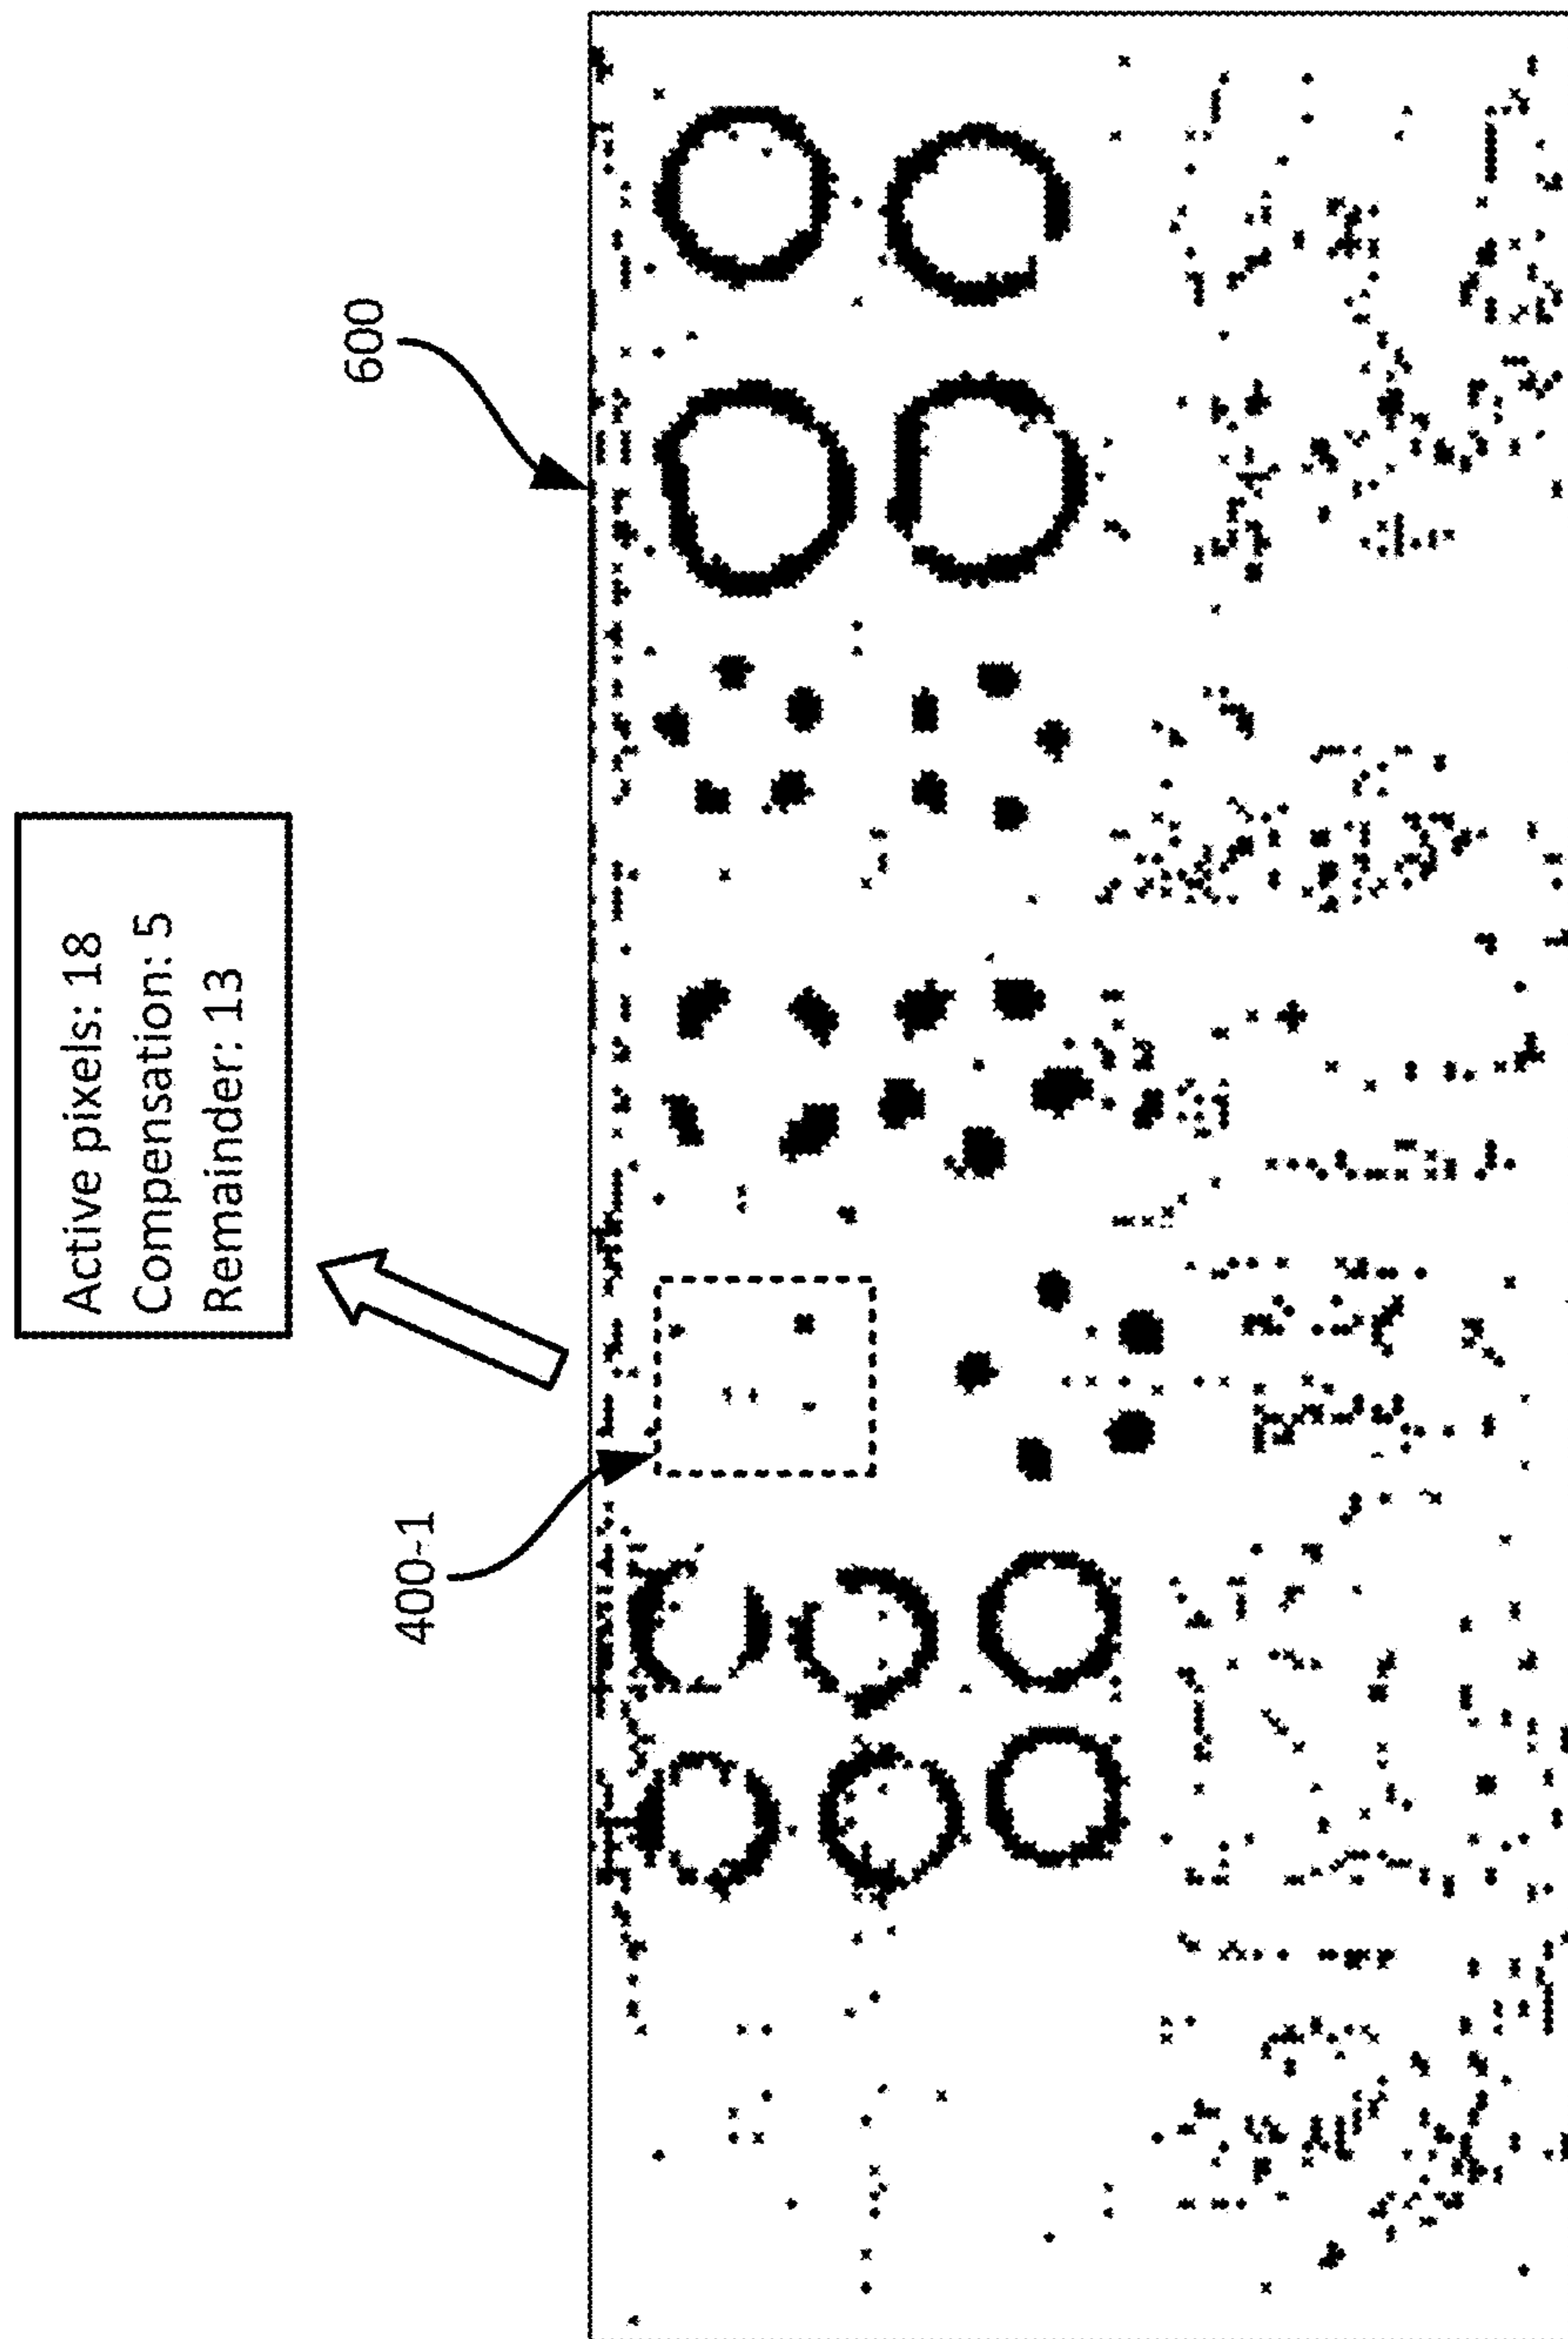 Active pixels: 18
Compensation: 5
Remainder: 13
400-1
600